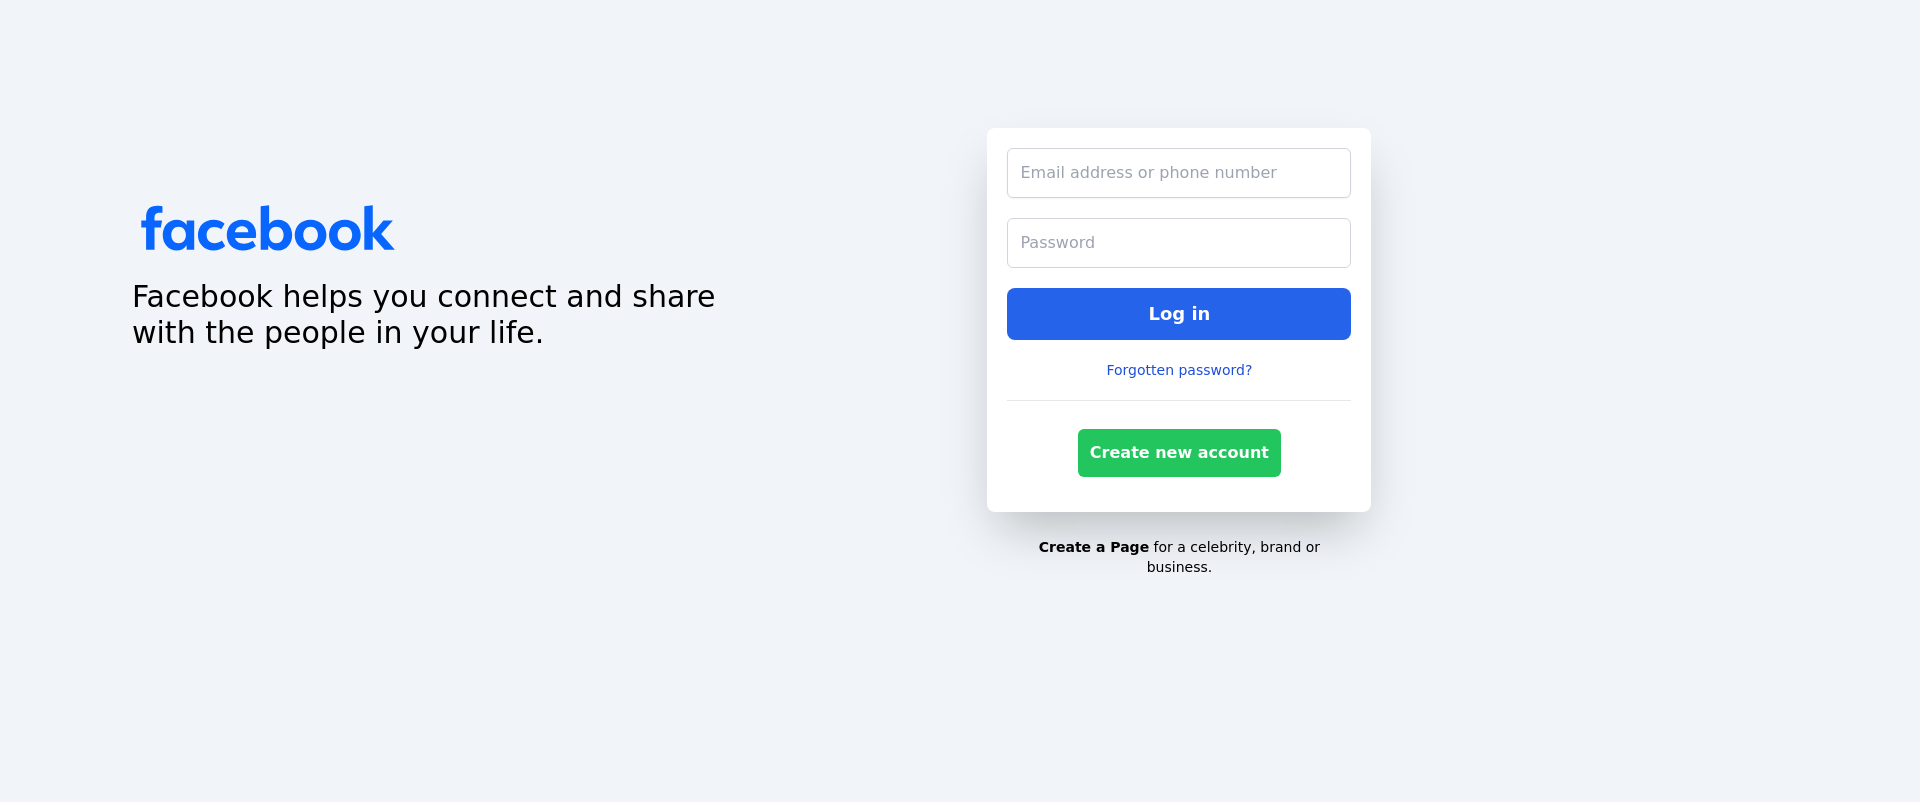 facebook
Facebook helps you connect and share
with the people in your life.
Email address or phone number
Password
Log in
Forgotten password?
Create new account
Create a Page for a celebrity, brand or
business.